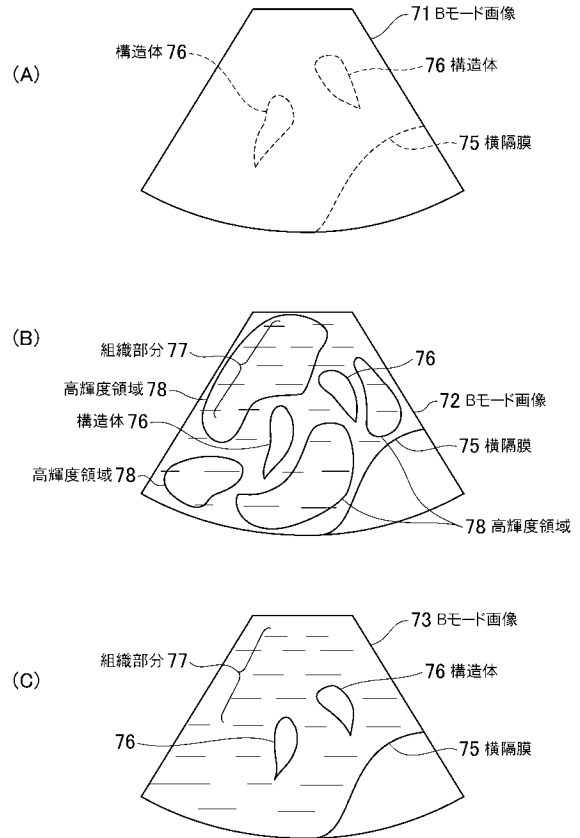 (A)
71 Bモード画像
構造体 76
76 構造体
75 横隔膜
(B)
組織部分 77
76
高輝度領域 78
72 Bモード画像
構造体 76
75 横隔膜
高輝度領域 78
78 高輝度領域
(C)
73 Bモード画像
組織部分 77
76 構造体
76
75 横隔膜